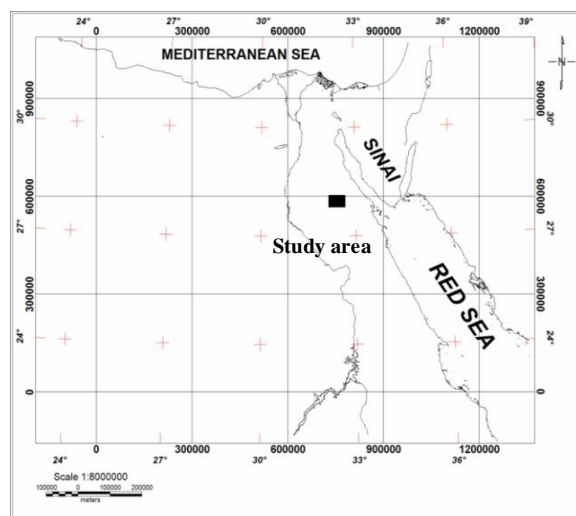 24° 27° 30° 33° 36° 39°
0 300000 600000 900000 1200000
MEDITERRANEAN SEA
N
900000 900000
30° 30°
SINAI
600000 600000
27° 27°
Study area
RED SEA
300000 300000
24° 24°
0 0
0 300000 600000 900000 1200000
24° 27° 30° 33° 36°
Scale 1:8000000
100000 0 100000 200000
meters